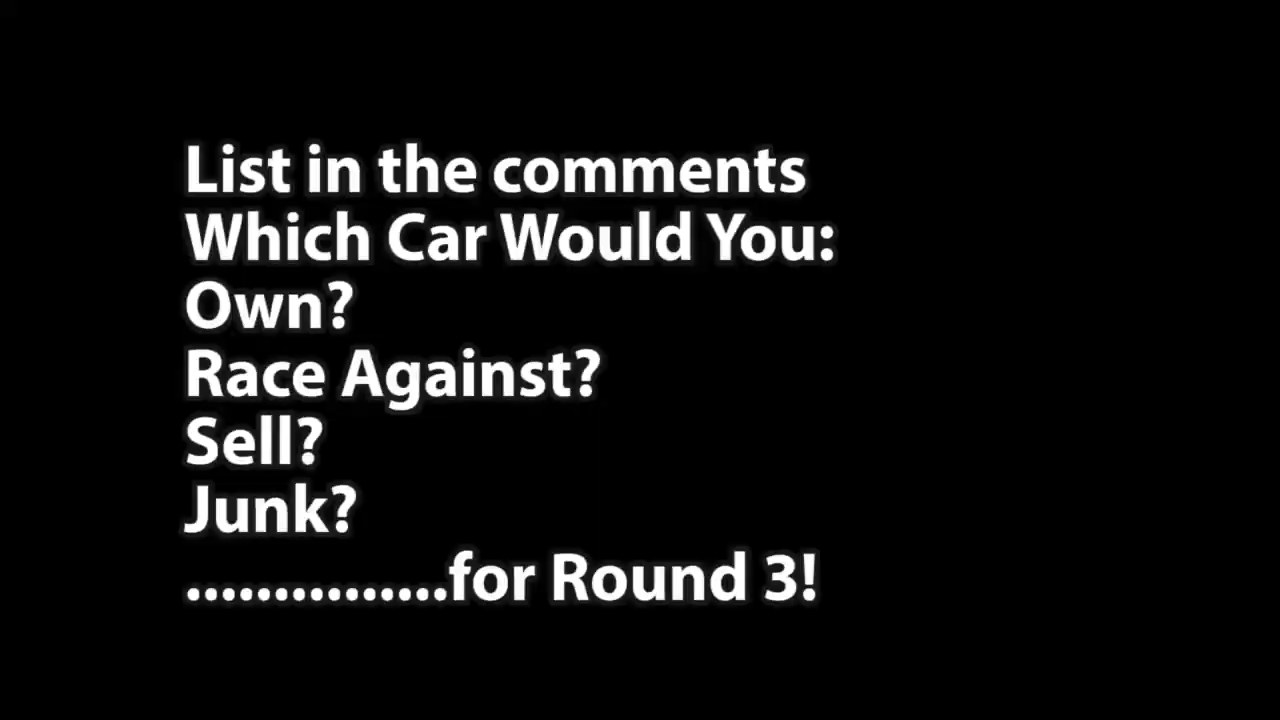 List in the comments
Which Car Would You:
Own?
Race Against?
Sell?
Junk?
...............for Round 3!